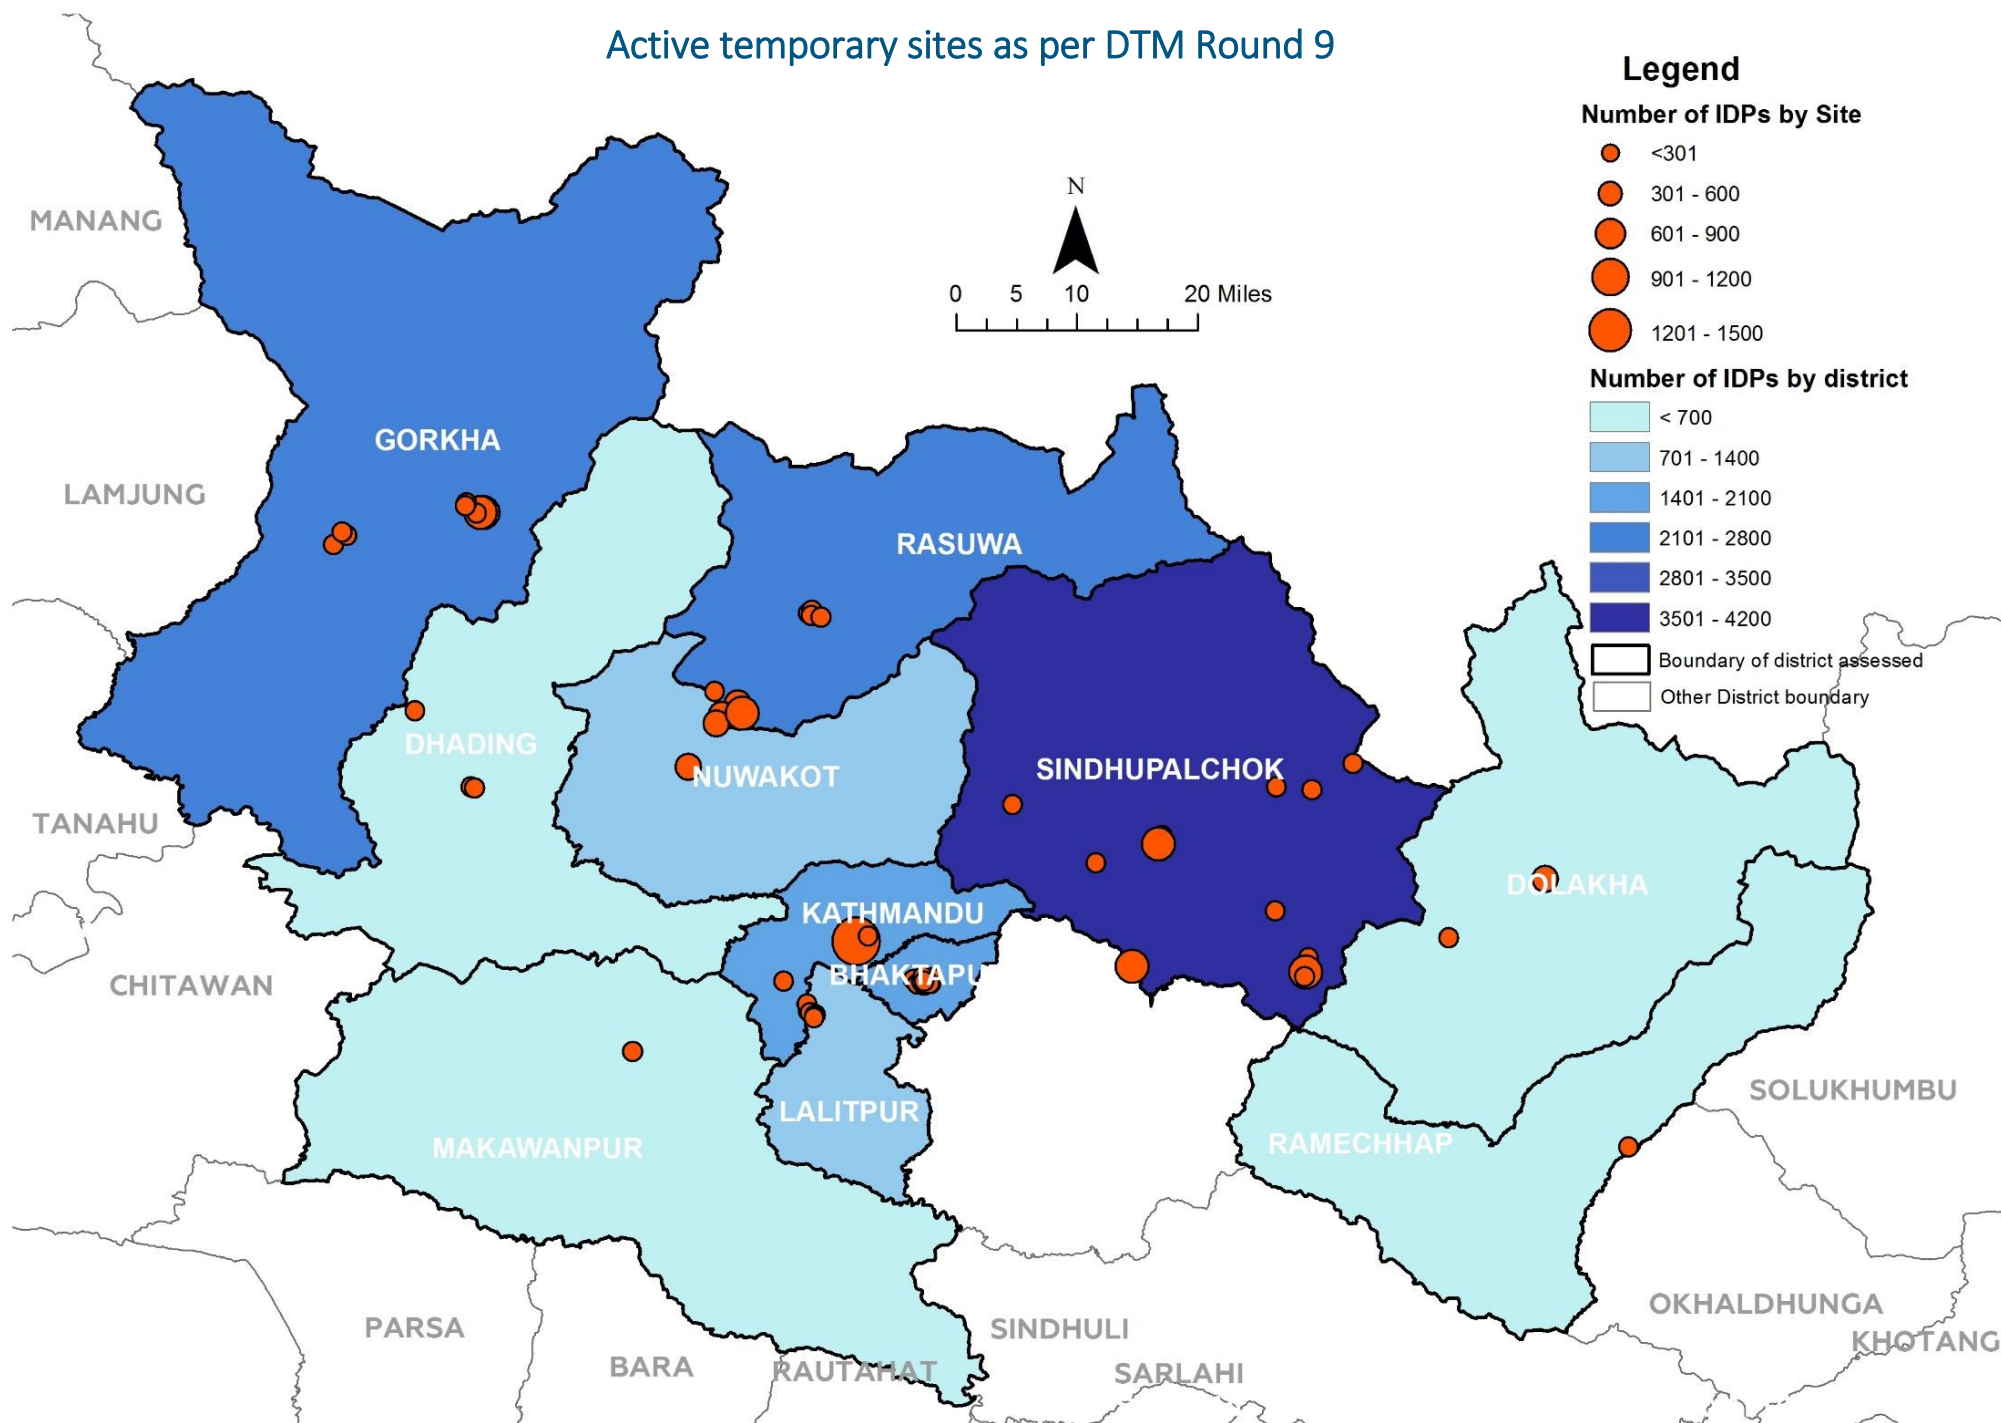 Active temporary sites as per DTM Round 9
Legend
Number of IDPs by Site
<301
301 - 600
601 - 900
901 - 1200
1201 - 1500
Number of IDPs by district
< 700
701 - 1400
1401 - 2100
2101 - 2800
2801 - 3500
3501 - 4200
Boundary of district assessed
Other District boundary
N
0 5 10 20 Miles
MANANG
GORKHA
LAMJUNG
RASUWA
DHADING
NUWAKOT
SINDHUPALCHOK
TANAHU
DOLAKHA
KATHMANDU
BHAKTAPU
CHITAWAN
SOLUKHUMBU
LALITPUR
MAKAWANPUR
RAMECHHAP
OKHALDHUNGA
PARSA
SINDHULI
KHOTANG
BARA
RAUTAHAT
SARLAHI